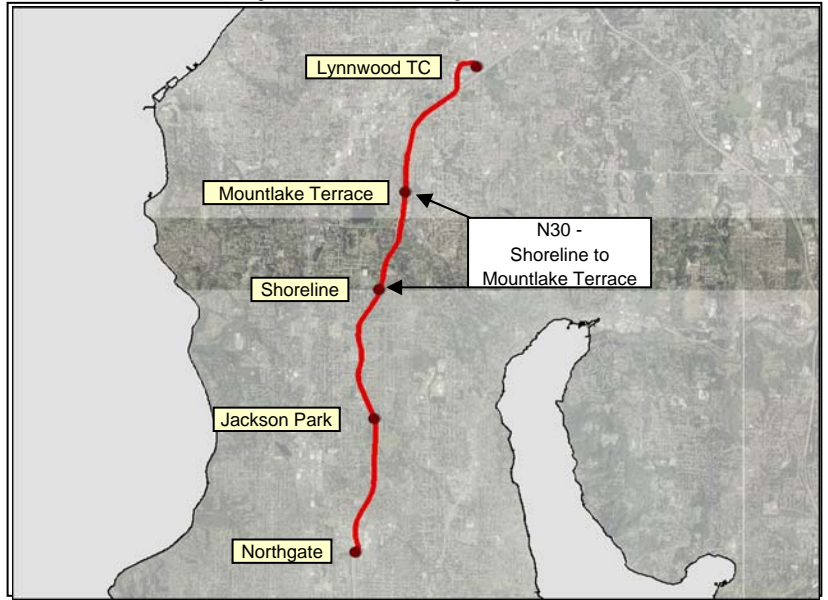 Lynnwood TC
Mountlake Terrace
N30 -
Shoreline to
Mountlake Terrace
Shoreline
Jackson Park
Northgate